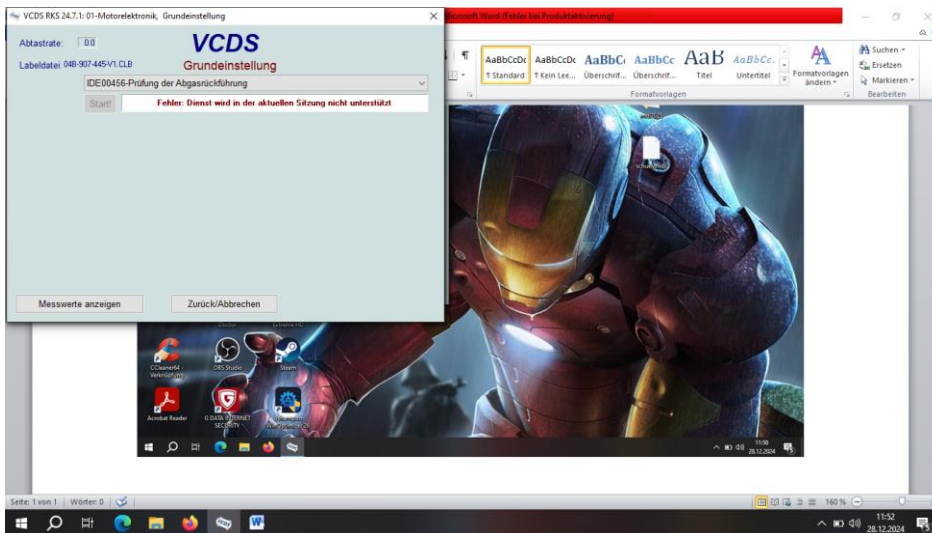 VCDS RKS 24.7.1: 01-Motorelektronik, Grundeinstellung
Microsoft Word (Fehler bei Produktaktivierung)
Abtastrate: 0.0
VCDS
Labeldatei: 04B-907-445-V1.CLB
Grundeinstellung
IDE00456-Prüfung der Abgasrückführung
Start!
Fehler: Dienst wird in der aktuellen Sitzung nicht unterstützt
Messwerte anzeigen
Zurück/Abbrechen
AaBbCcDc AaBbCcDc AaBbC AaBbCc AaB AaBbCc.
¶ Standard ¶ Kein Lee... Überschrif... Überschrif... Titel Untertitel
Formatvorlagen
ändern
Suchen
Ersetzen
Markieren
Formatvorlagen
Bearbeiten
CCleaner64 -
Verknüpfung
OBS Studio
Steam
Acrobat Reader
G DATA INTERNET
SECURITY
11:50
28.12.2024
Seite: 1 von 1
Wörter: 0
160 %
11:52
28.12.2024